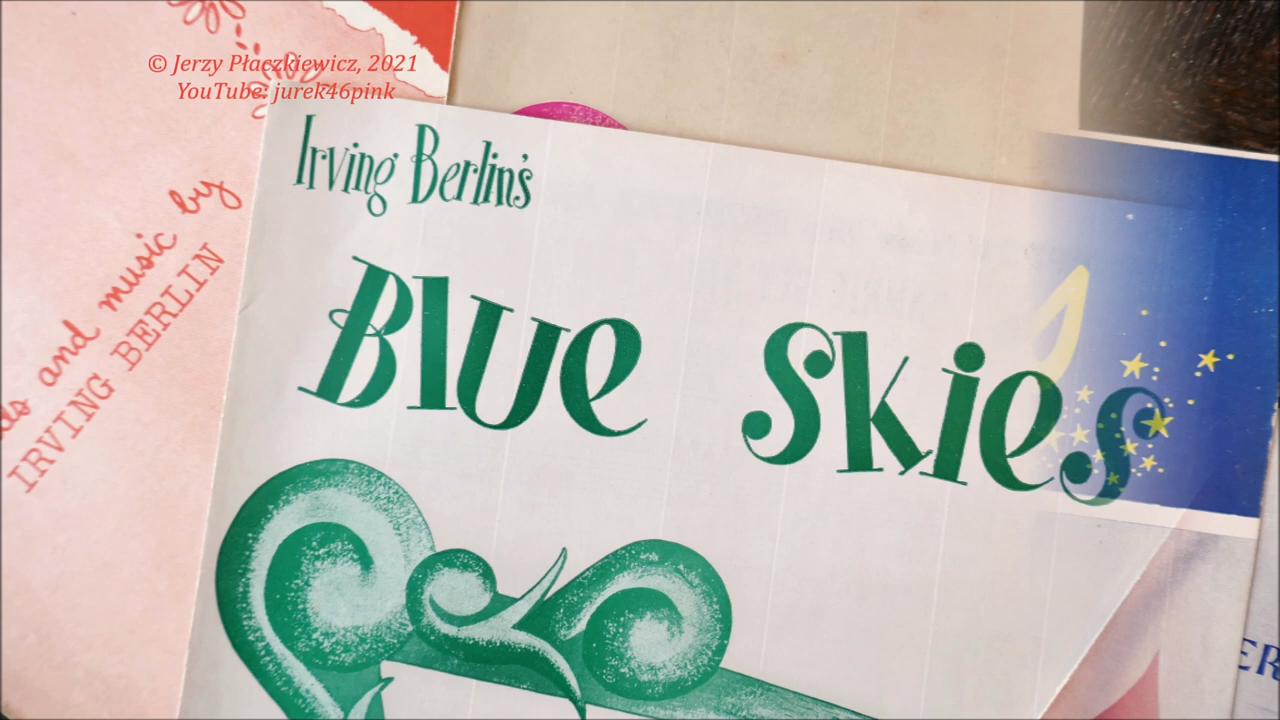 © Jerzy Płaczkiewicz, 2021
YouTube: jurek46pink
Irving Berlin's
Blue Skies
and music by
IRVING BERLIN